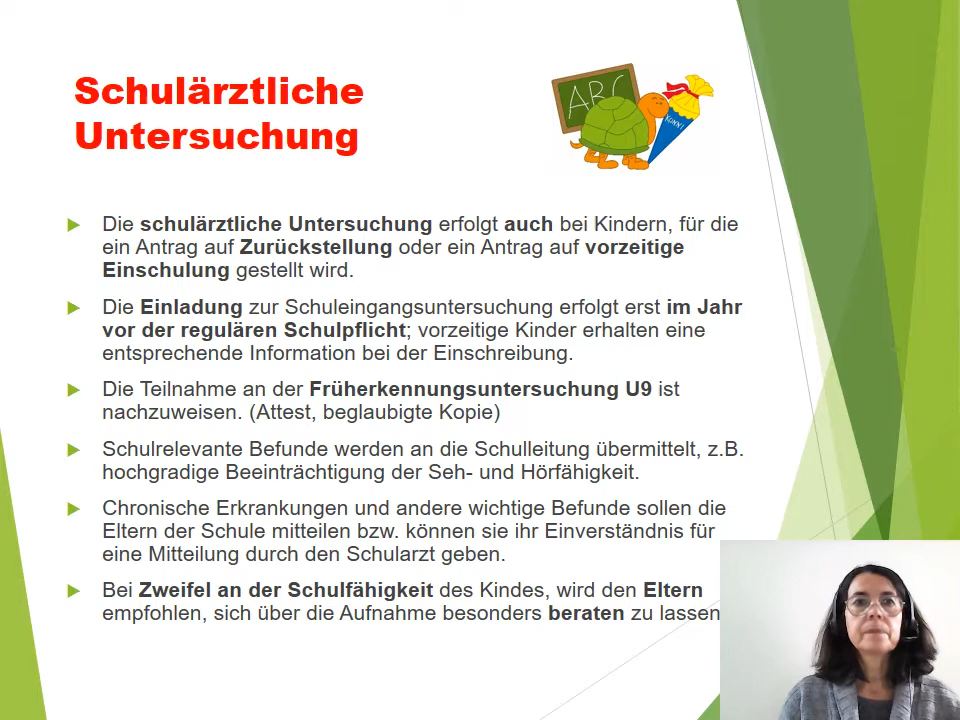 Schulärztliche
Untersuchung
ABC
KONNI
Die schulärztliche Untersuchung erfolgt auch bei Kindern, für die
ein Antrag auf Zurückstellung oder ein Antrag auf vorzeitige
Einschulung gestellt wird.
Die Einladung zur Schuleingangsuntersuchung erfolgt erst im Jahr
vor der regulären Schulpflicht; vorzeitige Kinder erhalten eine
entsprechende Information bei der Einschreibung.
Die Teilnahme an der Früherkennungsuntersuchung U9 ist
nachzuweisen. (Attest, beglaubigte Kopie)
Schulrelevante Befunde werden an die Schulleitung übermittelt, z.B.
hochgradige Beeinträchtigung der Seh- und Hörfähigkeit.
Chronische Erkrankungen und andere wichtige Befunde sollen die
Eltern der Schule mitteilen bzw. können sie ihr Einverständnis für
eine Mitteilung durch den Schularzt geben.
Bei Zweifel an der Schulfähigkeit des Kindes, wird den Eltern
empfohlen, sich über die Aufnahme besonders beraten zu lassen